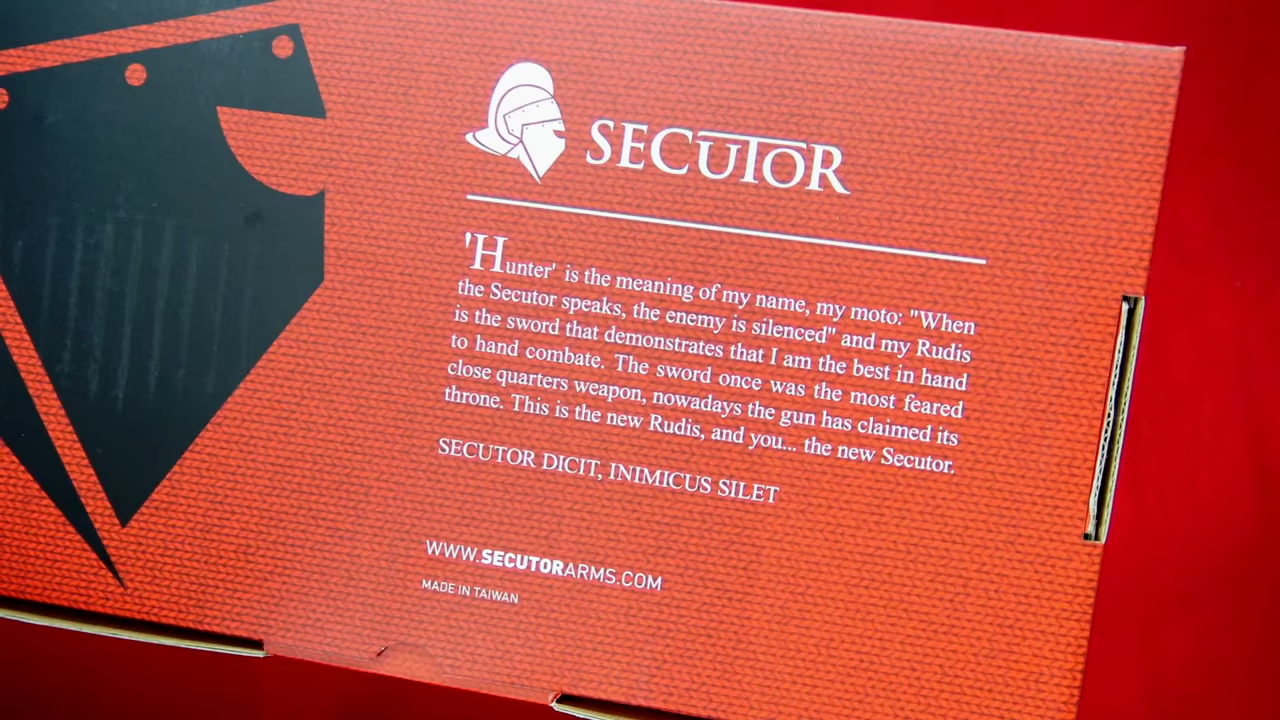 SECUTOR
'Hunter' is the meaning of my name, my moto: "When
the Secutor speaks, the enemy is silenced" and my Rudis
is the sword that demonstrates that I am the best in hand
to hand combate. The sword once was the most feared
close quarters weapon, nowadays the gun has claimed its
throne. This is the new Rudis, and you... the new Secutor.
SECUTOR DICIT, INIMICUS SILET
WWW.SECUTORARMS.COM
MADE IN TAIWAN